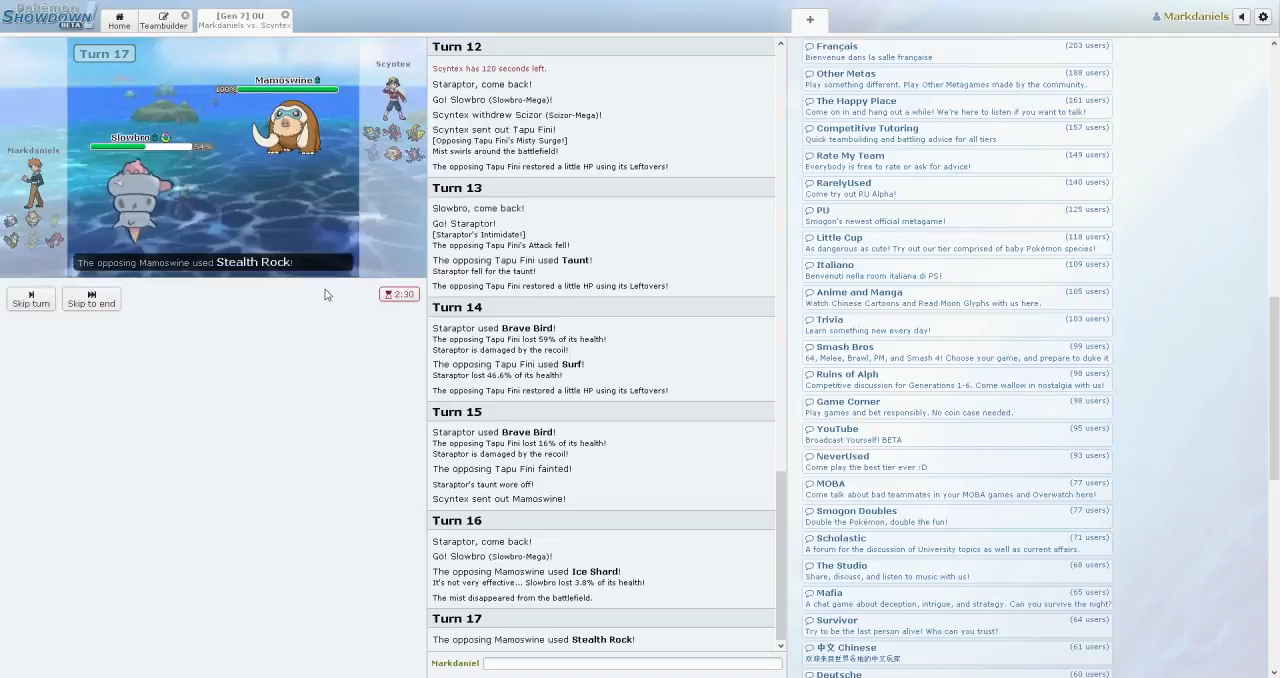 Pokémon
SHOWDOWN
BETA
Home
Teambuilder
[Gen 7] OU
Markdaniels vs. Scyntex
+
Markdaniels
Turn 17
Mamoswine
100%
Scyntex
Slowbro
54%
Markdaniels
The opposing Mamoswine used Stealth Rock!
Skip turn
Skip to end
2:30
Turn 12
Scyntex has 120 seconds left.
Staraptor, come back!
Go! Slowbro (Slowbro-Mega)!
Scyntex withdrew Scizor (Scizor-Mega)!
Scyntex sent out Tapu Fini!
[Opposing Tapu Fini's Misty Surge!]
Mist swirls around the battlefield!
The opposing Tapu Fini restored a little HP using its Leftovers!
Turn 13
Slowbro, come back!
Go! Staraptor!
[Staraptor's Intimidate!]
The opposing Tapu Fini's Attack fell!
The opposing Tapu Fini used Taunt!
Staraptor fell for the taunt!
The opposing Tapu Fini restored a little HP using its Leftovers!
Turn 14
Staraptor used Brave Bird!
The opposing Tapu Fini lost 59% of its health!
Staraptor is damaged by the recoil!
The opposing Tapu Fini used Surf!
Staraptor lost 46.6% of its health!
The opposing Tapu Fini restored a little HP using its Leftovers!
Turn 15
Staraptor used Brave Bird!
The opposing Tapu Fini lost 16% of its health!
Staraptor is damaged by the recoil!
The opposing Tapu Fini fainted!
Staraptor's taunt wore off!
Scyntex sent out Mamoswine!
Turn 16
Staraptor, come back!
Go! Slowbro (Slowbro-Mega)!
The opposing Mamoswine used Ice Shard!
It's not very effective... Slowbro lost 3.8% of its health!
The mist disappeared from the battlefield.
Turn 17
The opposing Mamoswine used Stealth Rock!
Markdaniel
Français (203 users)
Bienvenue dans la salle française
Other Metas (188 users)
Play something different. Play Other Metagames made by the community.
The Happy Place (161 users)
Come on in and hang out a while! We're here to listen if you want to talk!
Competitive Tutoring (157 users)
Quick teambuilding and battling advice for all tiers
Rate My Team (149 users)
Everybody is free to rate or ask for advice!
RarelyUsed (140 users)
Come try out RU Alpha!
PU (125 users)
Smogon's newest official metagame!
Little Cup (118 users)
As dangerous as cute! Try out our tier comprised of baby Pokémon species!
Italiano (109 users)
Benvenuti nella room italiana di PS!
Anime and Manga (105 users)
Watch Chinese Cartoons and Read Moon Glyphs with us here.
Trivia (103 users)
Learn something new every day!
Smash Bros (99 users)
64, Melee, Brawl, PM, and Smash 4! Choose your game, and prepare to duke it
Ruins of Alph (98 users)
Competitive discussion for Generations 1-6. Come wallow in nostalgia with us!
Game Corner (98 users)
Play games and bet responsibly. No coin case needed.
YouTube (95 users)
Broadcast Yourself! BETA
NeverUsed (93 users)
Come play the best tier ever :D
MOBA (77 users)
Come talk about bad teammates in your MOBA games and Overwatch here!
Smogon Doubles (77 users)
Double the Pokémon, double the fun!
Scholastic (71 users)
A forum for the discussion of University topics as well as current affairs.
The Studio (68 users)
Share, discuss, and listen to music with us!
Mafia (65 users)
A chat game about deception, intrigue, and strategy. Can you survive the night?
Survivor (64 users)
Try to be the last person alive! Who can you trust?
中文 Chinese (61 users)
欢迎来自世界各地的中文玩家
Deutsche (60 users)